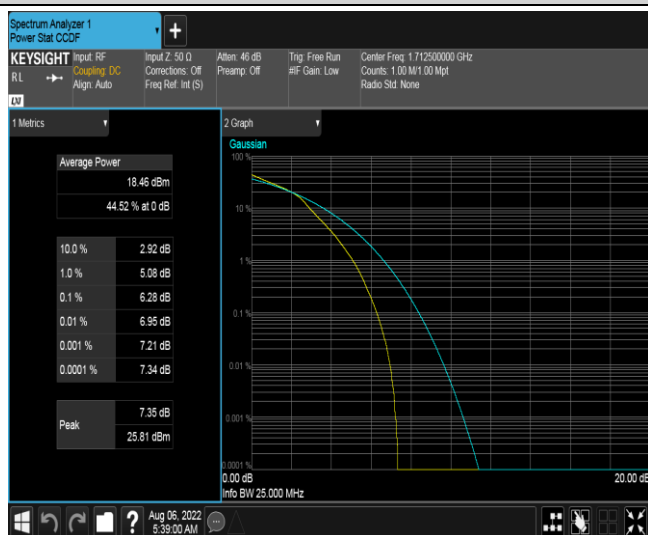 Spectrum Analyzer 1
Power Stat CCDF
KEYSIGHT
RL
LXI
Input: RF
Coupling: DC
Align: Auto
Input Z: 50 Ω
Corrections: Off
Freq Ref: Int (S)
Atten: 46 dB
Preamp: Off
Trig: Free Run
#IF Gain: Low
Center Freq: 1.712500000 GHz
Counts: 1.00 M/1.00 Mpt
Radio Std: None
1 Metrics
Average Power
18.46 dBm
44.52 % at 0 dB
10.0 % 2.92 dB
1.0 % 5.08 dB
0.1 % 6.28 dB
0.01 % 6.95 dB
0.001 % 7.21 dB
0.0001 % 7.34 dB
Peak
7.35 dB
25.81 dBm
2 Graph
Gaussian
100 %
10 %
1 %
0.1 %
0.01 %
0.001 %
0.0001 %
0.00 dB
20.00 dB
Info BW 25.000 MHz
?
Aug 06, 2022
5:39:00 AM